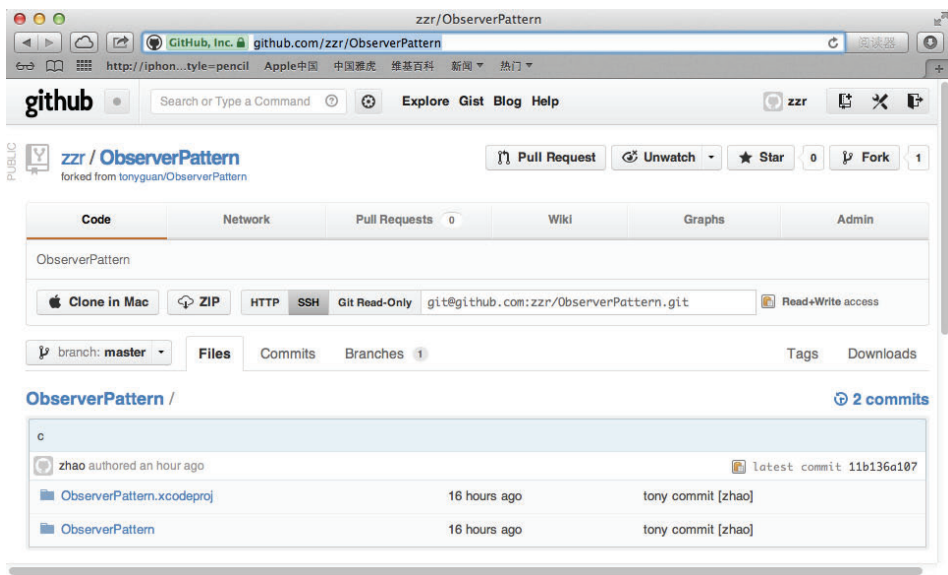 zzr/ObserverPattern
GitHub, Inc. github.com/zzr/ObserverPattern 阅读器
http://iphon...tyle=pencil Apple中国 中国雅虎 维基百科 新闻 热门
github Search or Type a Command Explore Gist Blog Help zzr
PUBLIC
zzr / ObserverPattern Pull Request Unwatch Star 0 Fork 1
forked from tonyguan/ObserverPattern
Code Network Pull Requests 0 Wiki Graphs Admin
ObserverPattern
Clone in Mac ZIP HTTP SSH Git Read-Only git@github.com:zzr/ObserverPattern.git Read+Write access
branch: master Files Commits Branches 1 Tags Downloads
ObserverPattern / 2 commits
c
zhao authored an hour ago latest commit 11b136a107
ObserverPattern.xcodeproj 16 hours ago tony commit [zhao]
ObserverPattern 16 hours ago tony commit [zhao]